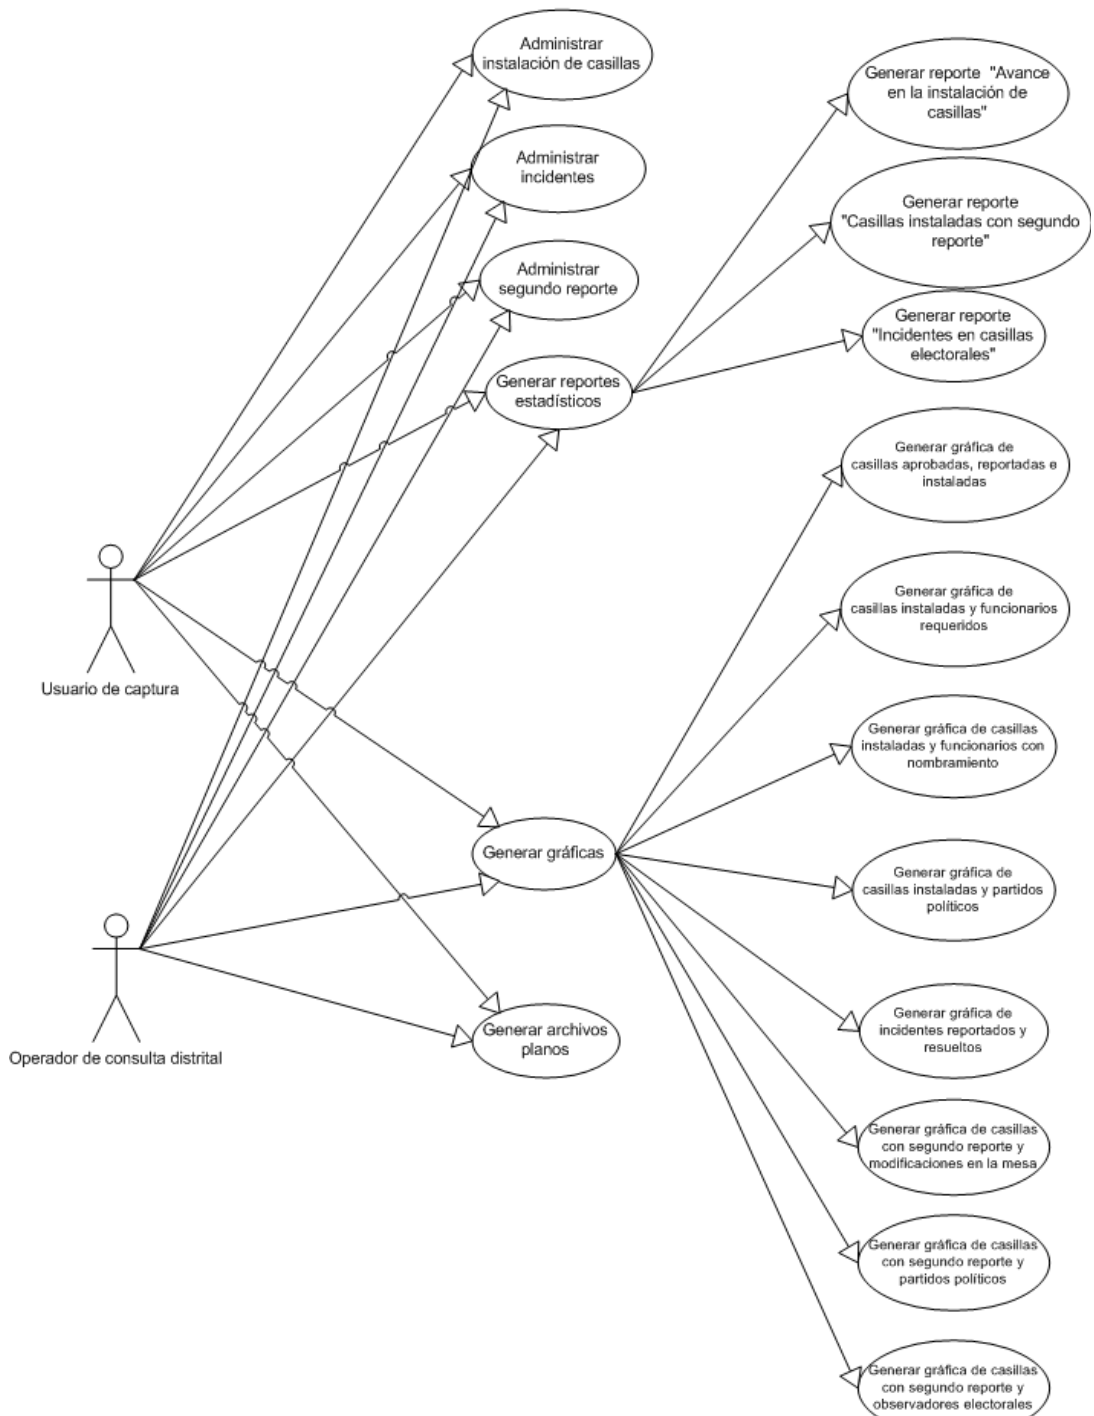 Administrar
instalación de casillas
Administrar
incidentes
Administrar
segundo reporte
Generar reportes
estadísticos
Generar reporte "Avance
en la instalación de
casillas"
Generar reporte
"Casillas instaladas con segundo
reporte"
Generar reporte
"Incidentes en casillas
electorales"
Generar gráfica de
casillas aprobadas, reportadas e
instaladas
Generar gráfica de
casillas instaladas y funcionarios
requeridos
Usuario de captura
Generar gráfica de casillas
instaladas y funcionarios con
nombramiento
Generar gráficas
Generar gráfica de
casillas instaladas y partidos
políticos
Operador de consulta distrital
Generar archivos
planos
Generar gráfica de
incidentes reportados y
resueltos
Generar gráfica de casillas
con segundo reporte y
modificaciones en la mesa
Generar gráfica de casillas
con segundo reporte y
partidos políticos
Generar gráfica de casillas
con segundo reporte y
observadores electorales